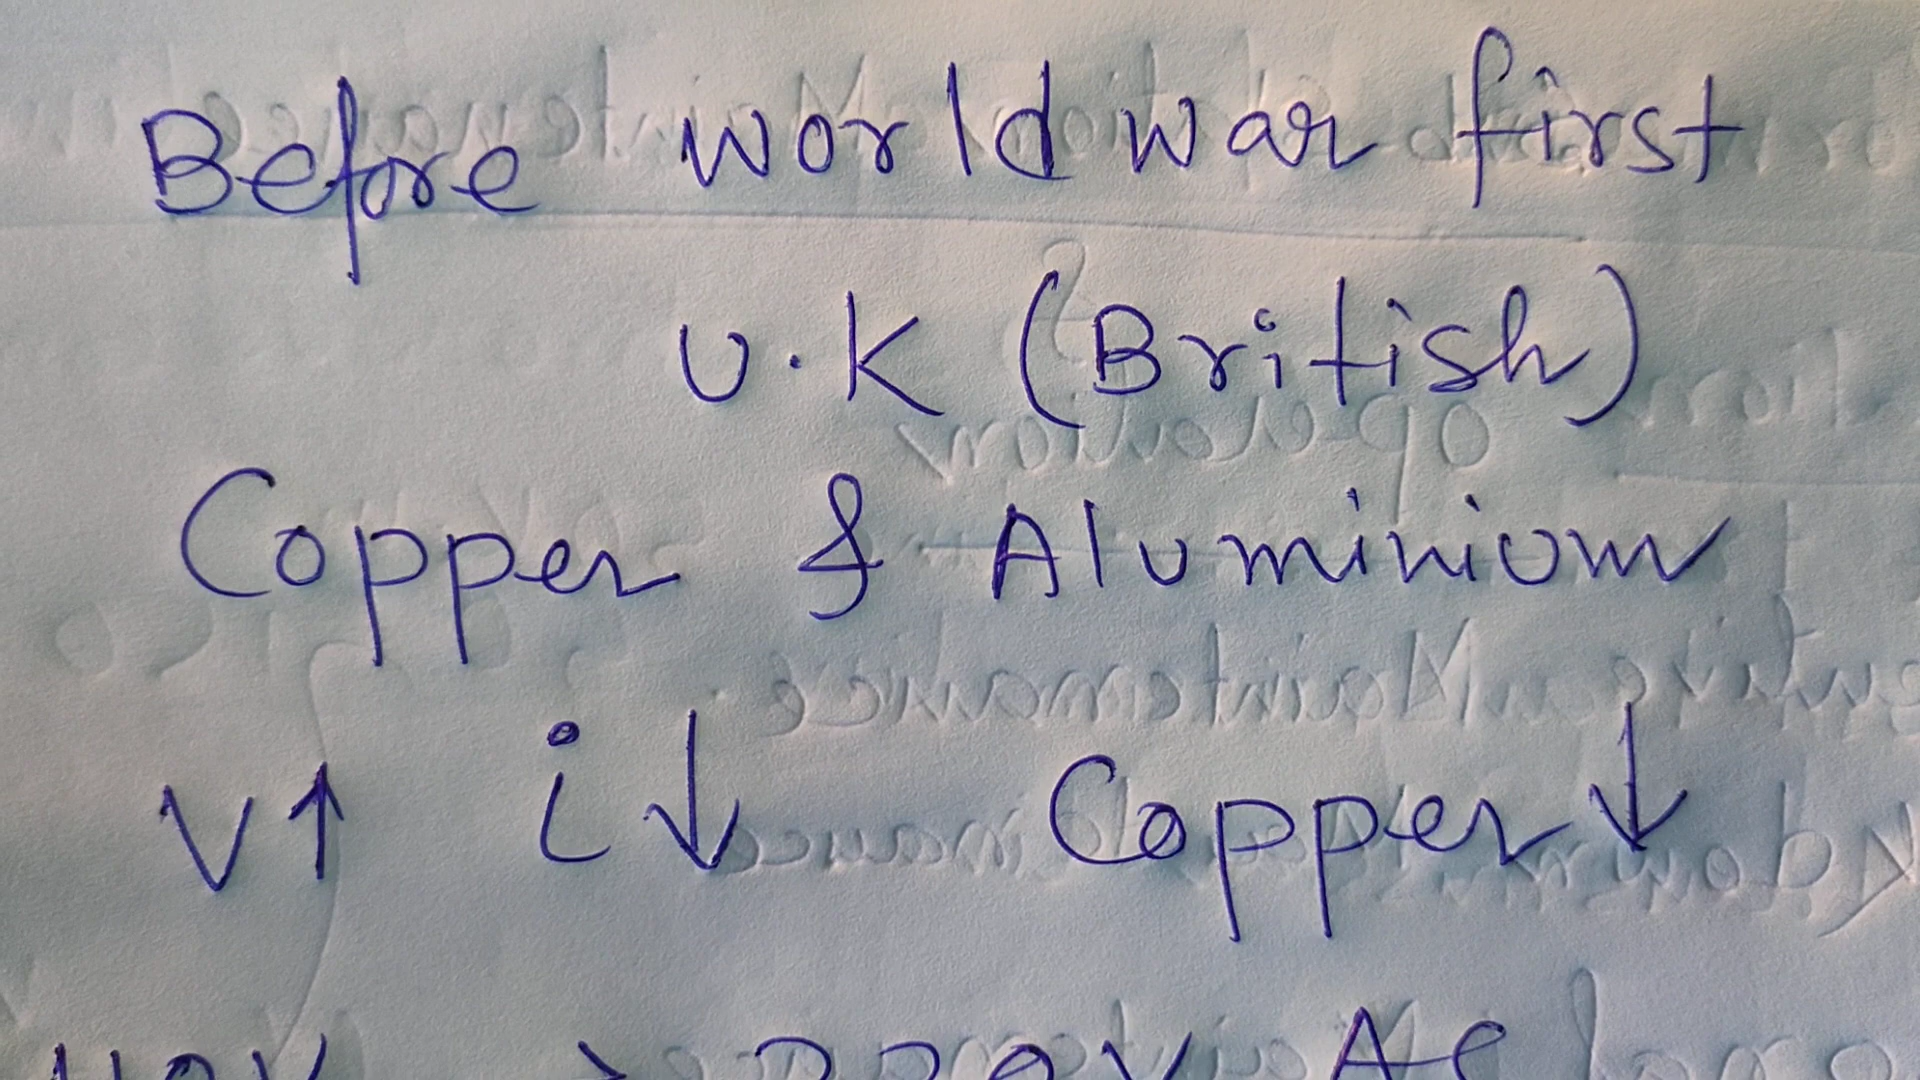 Before world war first
U.K (British)
Copper & Aluminium
V↑ i↓ Copper↓